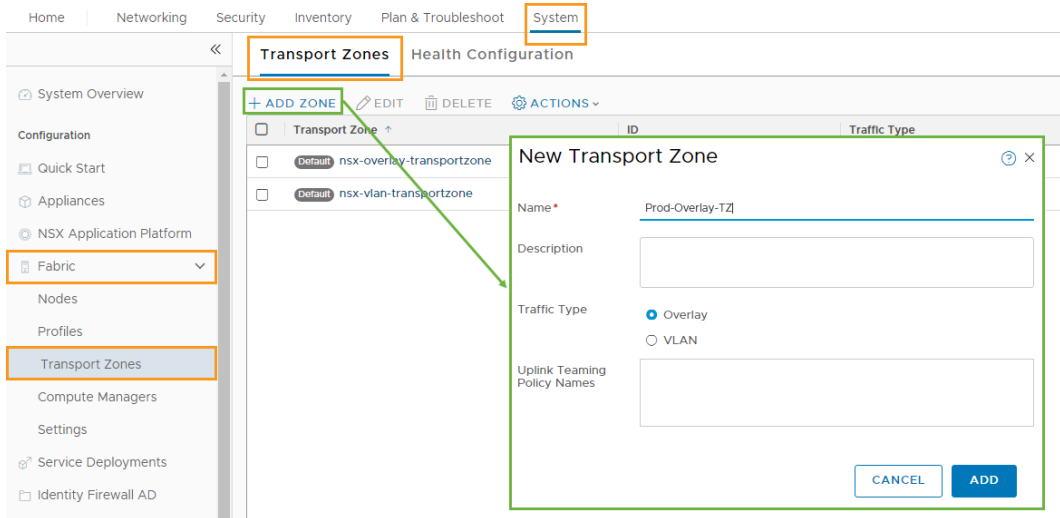 Home Networking Security Inventory Plan & Troubleshoot System
«
Transport Zones Health Configuration
System Overview
+ ADD ZONE EDIT DELETE ACTIONS
Configuration
Transport Zone ↑ ID Traffic Type
Quick Start
Default nsx-overlay-transportzone
Appliances
Default nsx-vlan-transportzone
NSX Application Platform
Fabric
Nodes
Profiles
Transport Zones
Compute Managers
Settings
Service Deployments
Identity Firewall AD
New Transport Zone ? ×
Name* Prod-Overlay-TZ
Description
Traffic Type Overlay
VLAN
Uplink Teaming
Policy Names
CANCEL ADD